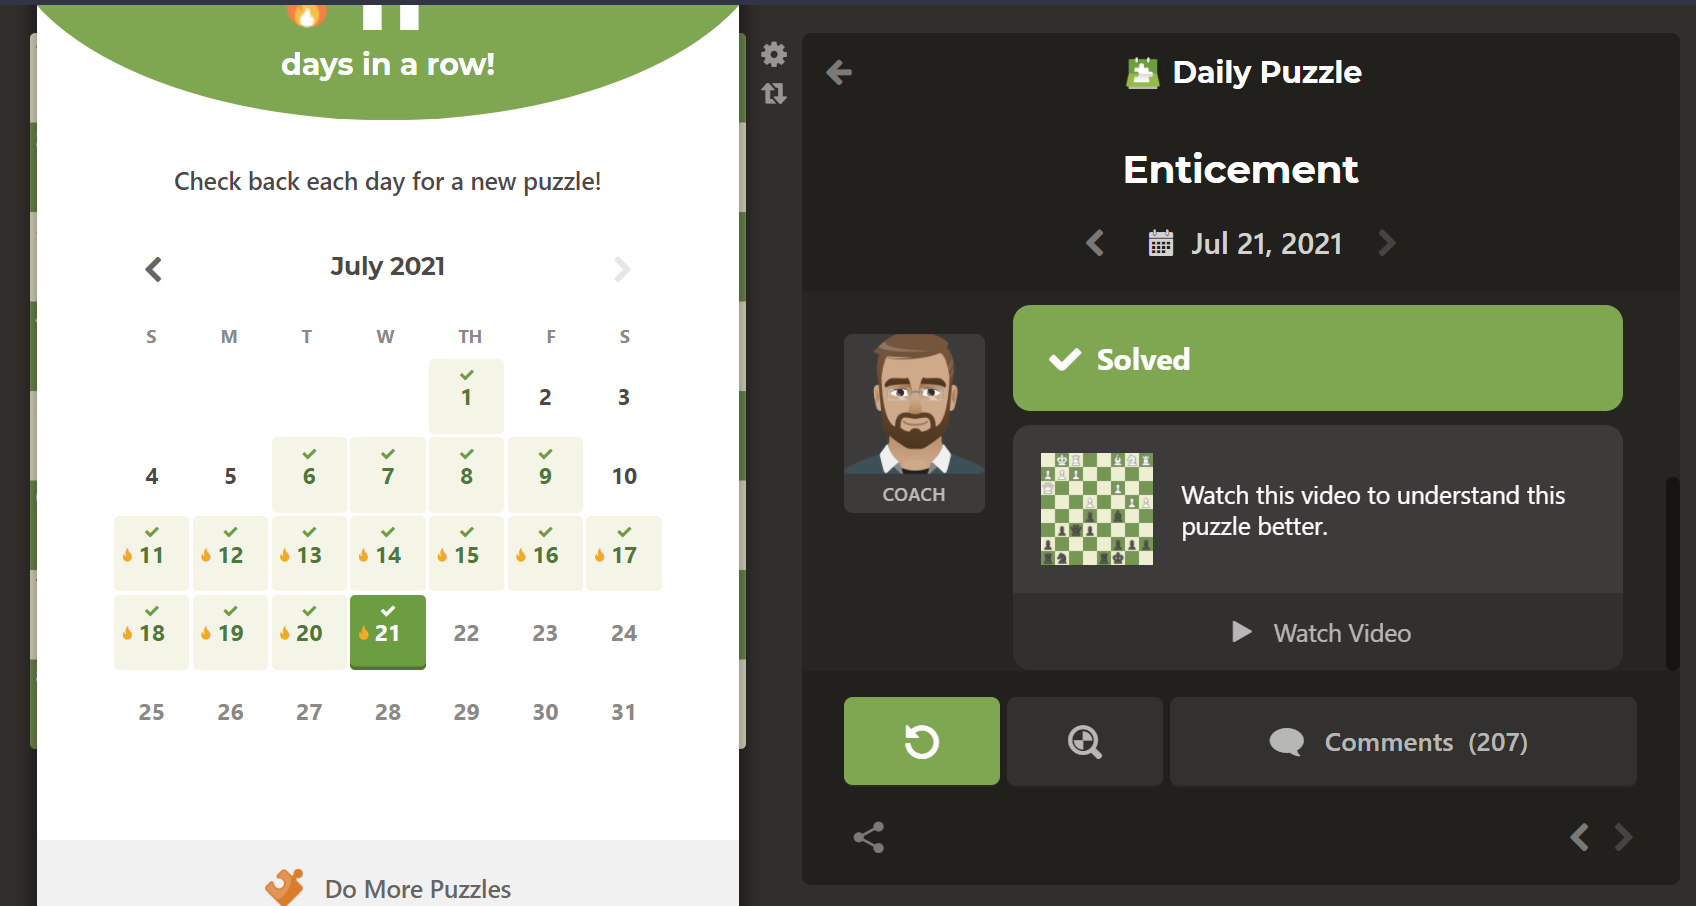 days in a row!
Check back each day for a new puzzle!
July 2021
S M T W TH F S
1 2 3
4 5 6 7 8 9 10
11 12 13 14 15 16 17
18 19 20 21 22 23 24
25 26 27 28 29 30 31
Do More Puzzles
Daily Puzzle
Enticement
Jul 21, 2021
Solved
COACH
Watch this video to understand this
puzzle better.
Watch Video
Comments (207)